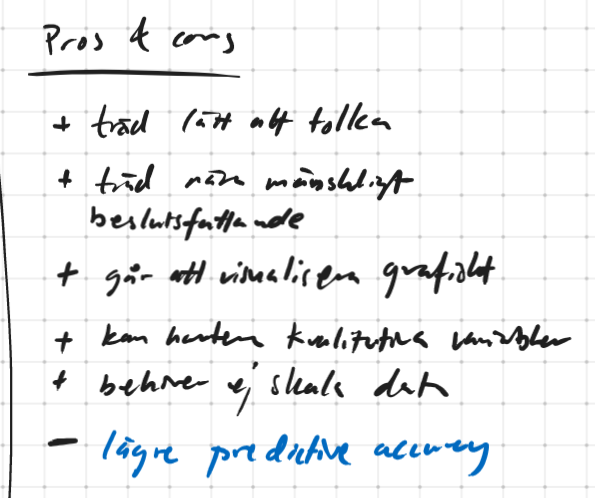 Pros & cons
+ träd lätt att tolka
+ träd nära mänskligt
beslutsfattande
+ går att visualisera grafiskt
+ kan hantera kvalitativa variabler
+ behöver ej skala data
- lägre predictive accuracy